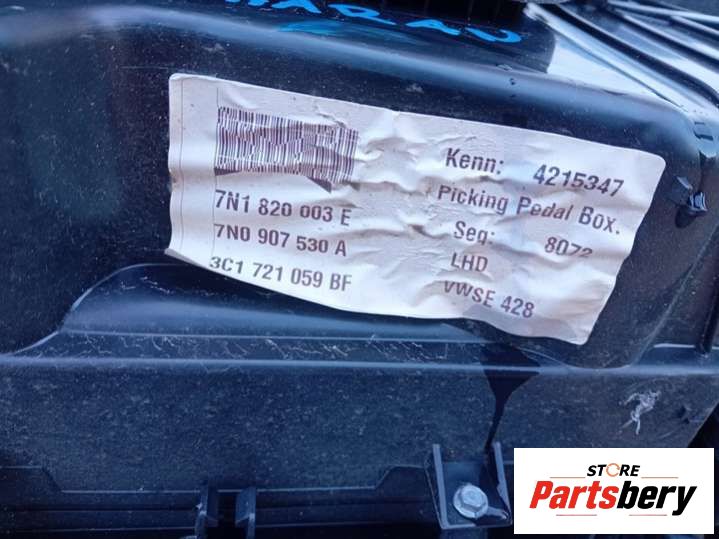 7N1 820 003 E
7N0 907 530 A
3C1 721 059 BF
Kenn: 4215347
Picking Pedal Box.
Seq: 8072
LHD
VWSE 428
STORE
Partsbery